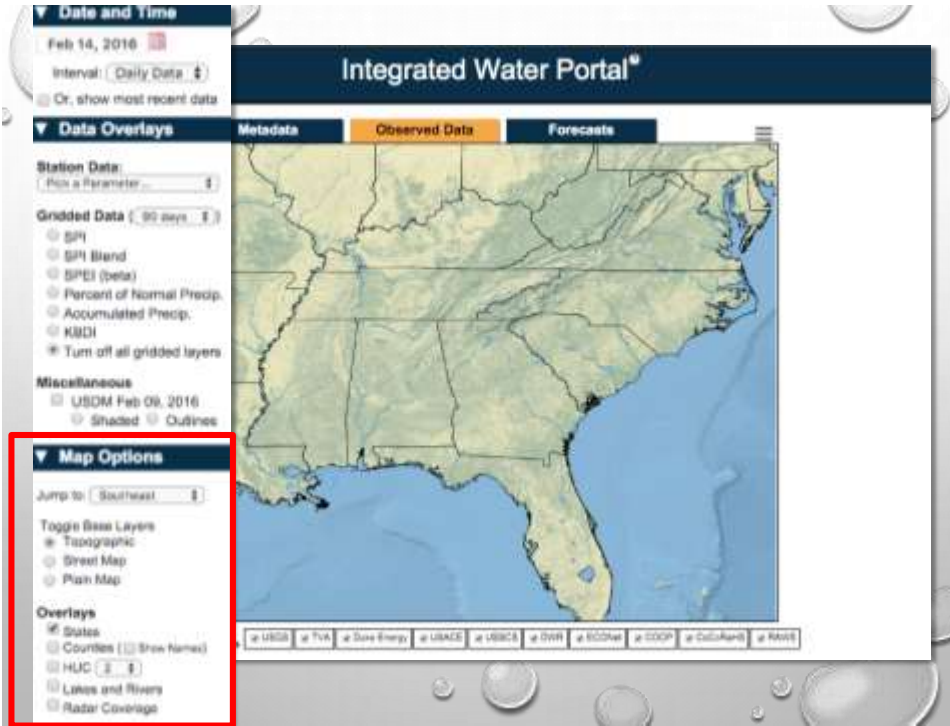 ▼ Date and Time
Feb 14, 2016
Interval: Daily Data
Or, show most recent data
▼ Data Overlays
Station Data:
Pick a Parameter...
Gridded Data ( 90 days )
SPI
SPI Blend
SPEI (beta)
Percent of Normal Precip.
Accumulated Precip.
KBDI
Turn off all gridded layers
Miscellaneous
USDM Feb 09, 2016
Shaded Outlines
▼ Map Options
Jump to: Southeast
Toggle Base Layers
Topographic
Street Map
Plain Map
Overlays
States
Counties ( Show Names)
HUC 2
Lakes and Rivers
Radar Coverage
Integrated Water Portal
Metadata Observed Data Forecasts
USGS TVA Duke Energy USACE DWR ECONet COOP CoCoRaHS RAWS